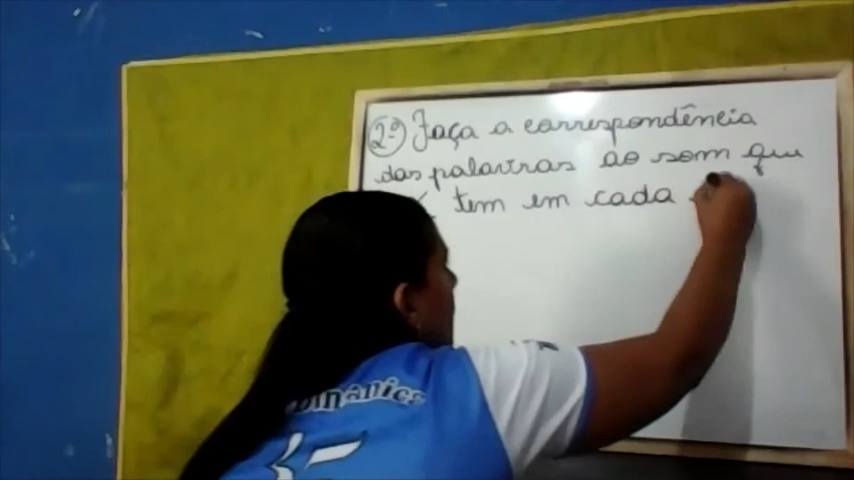 2º) Faça a correspondência
das palavras ao som que
tem em cada